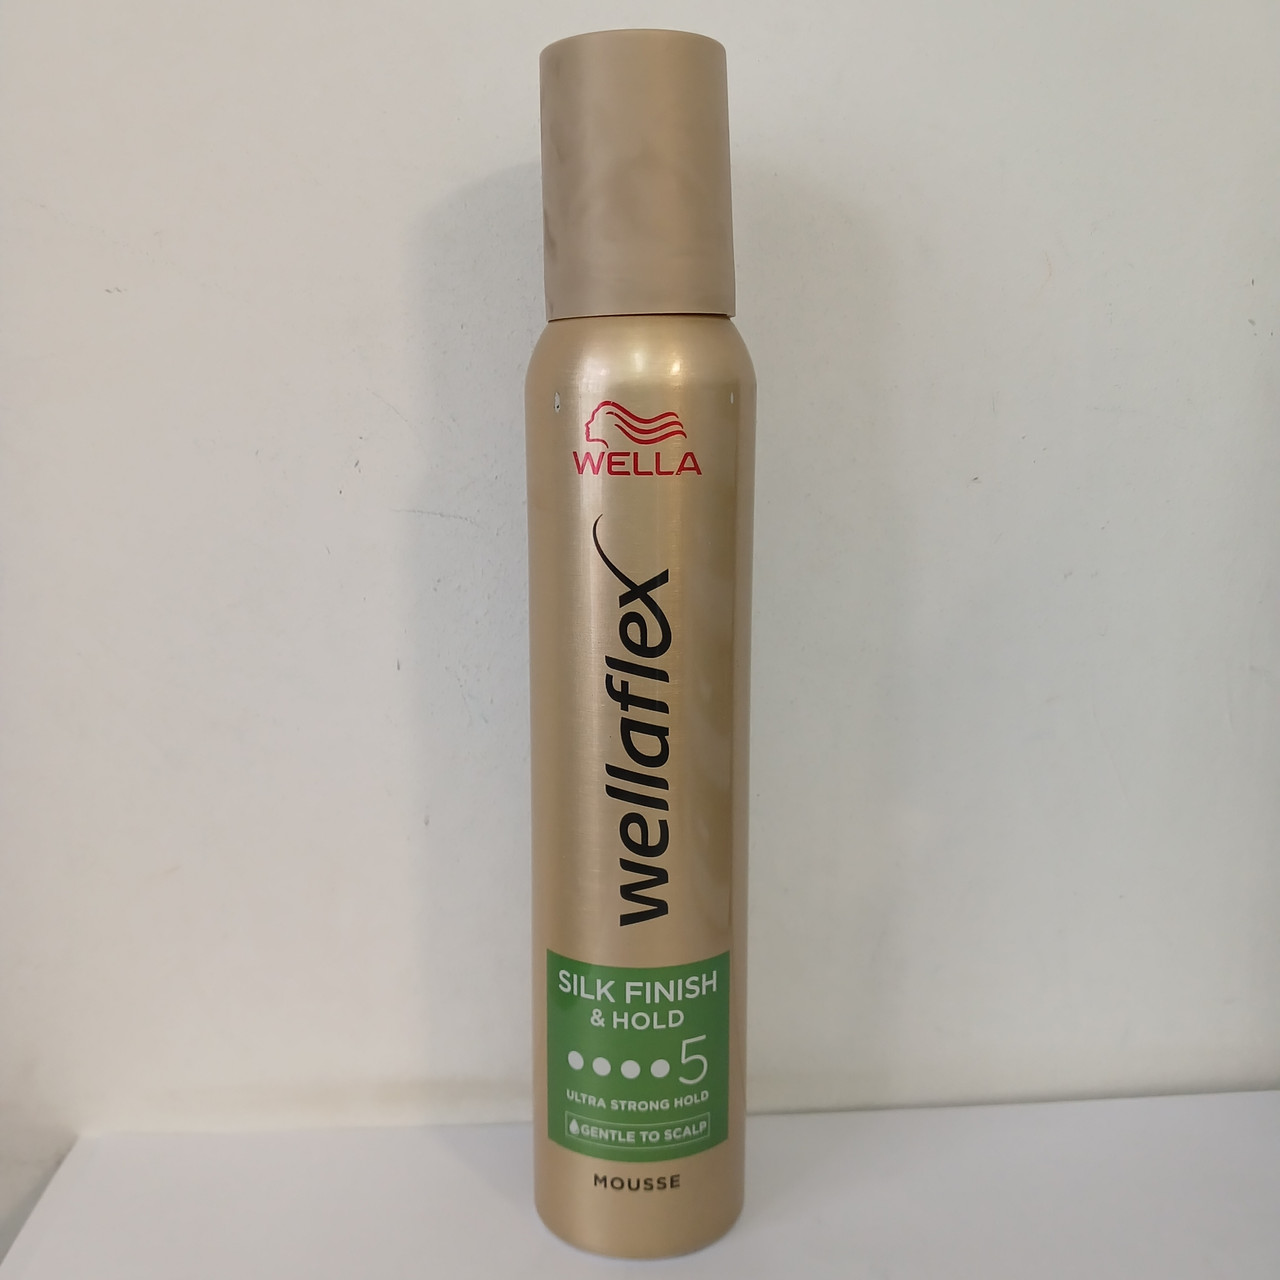 WELLA
wellaflex
SILK FINISH
& HOLD
5
ULTRA STRONG HOLD
GENTLE TO SCALP
MOUSSE